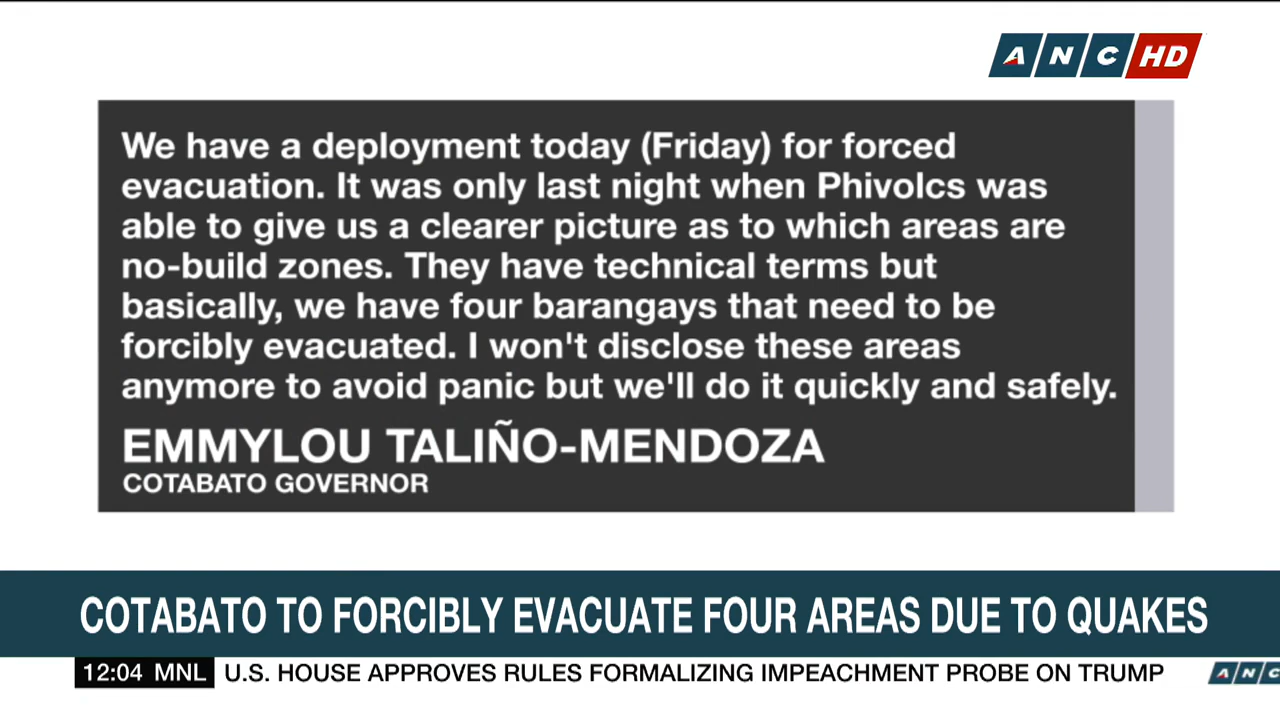 ANC HD
We have a deployment today (Friday) for forced
evacuation. It was only last night when Phivolcs was
able to give us a clearer picture as to which areas are
no-build zones. They have technical terms but
basically, we have four barangays that need to be
forcibly evacuated. I won't disclose these areas
anymore to avoid panic but we'll do it quickly and safely.
EMMYLOU TALIÑO-MENDOZA
COTABATO GOVERNOR
COTABATO TO FORCIBLY EVACUATE FOUR AREAS DUE TO QUAKES
12:04 MNL U.S. HOUSE APPROVES RULES FORMALIZING IMPEACHMENT PROBE ON TRUMP ANC